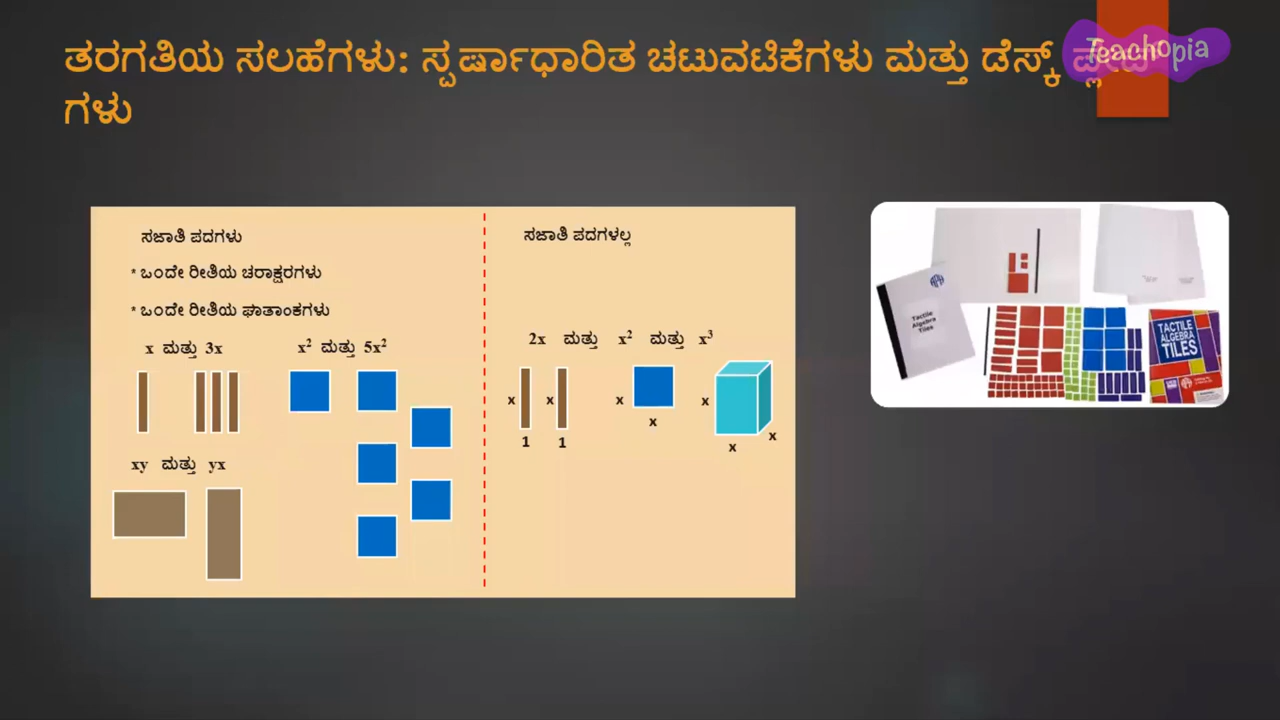 ತರಗತಿಯ ಸಲಹೆಗಳು: ಸ್ಪರ್ಷಾಧಾರಿತ ಚಟುವಟಿಕೆಗಳು ಮತ್ತು ಡೆಸ್ಕ್
ಗಳು
Teachopia
ಸಜಾತಿ ಪದಗಳು
* ಒಂದೇ ರೀತಿಯ ಚರಾಕ್ಷರಗಳು
* ಒಂದೇ ರೀತಿಯ ಘಾತಾಂಕಗಳು
x ಮತ್ತು 3x
x² ಮತ್ತು 5x²
xy ಮತ್ತು yx
ಸಜಾತಿ ಪದಗಳಲ್ಲ
2x ಮತ್ತು x² ಮತ್ತು x³
x x x x
1 1 x x x
Tactile
Algebra
Tiles
TACTILE
ALGEBRA
TILES